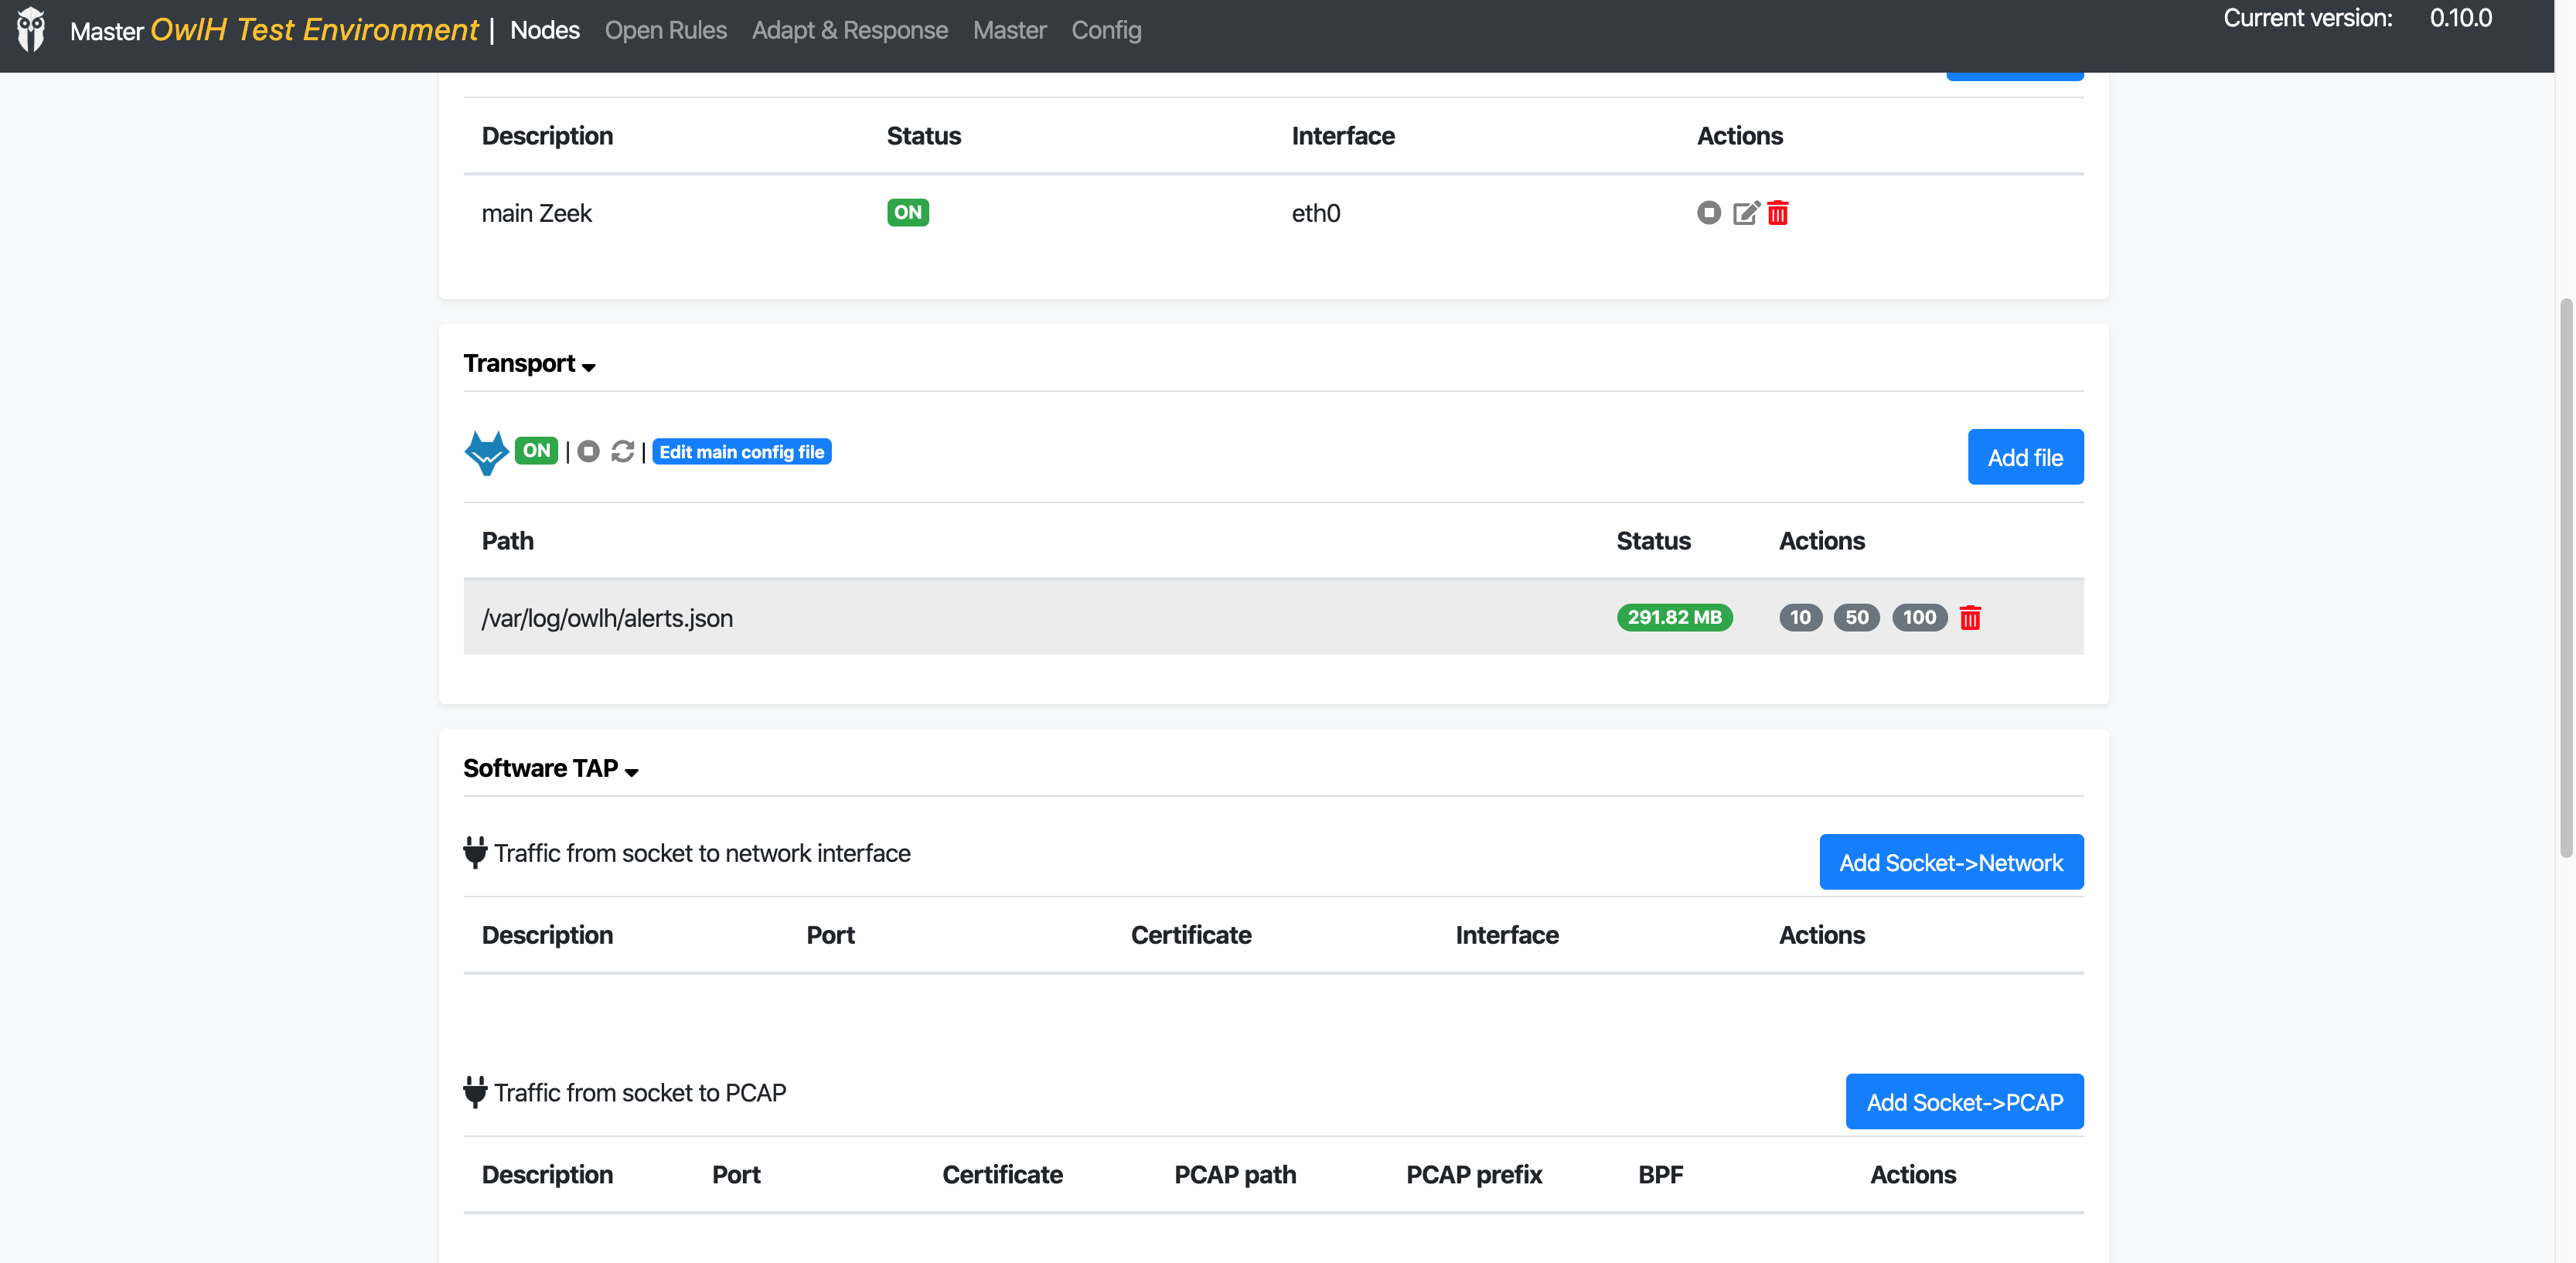 Master OwlH Test Environment | Nodes Open Rules Adapt & Response Master Config Current version: 0.10.0
Description Status Interface Actions
main Zeek ON eth0
Transport
ON | | Edit main config file Add file
Path Status Actions
/var/log/owlh/alerts.json 291.82 MB 10 50 100
Software TAP
Traffic from socket to network interface Add Socket->Network
Description Port Certificate Interface Actions
Traffic from socket to PCAP Add Socket->PCAP
Description Port Certificate PCAP path PCAP prefix BPF Actions